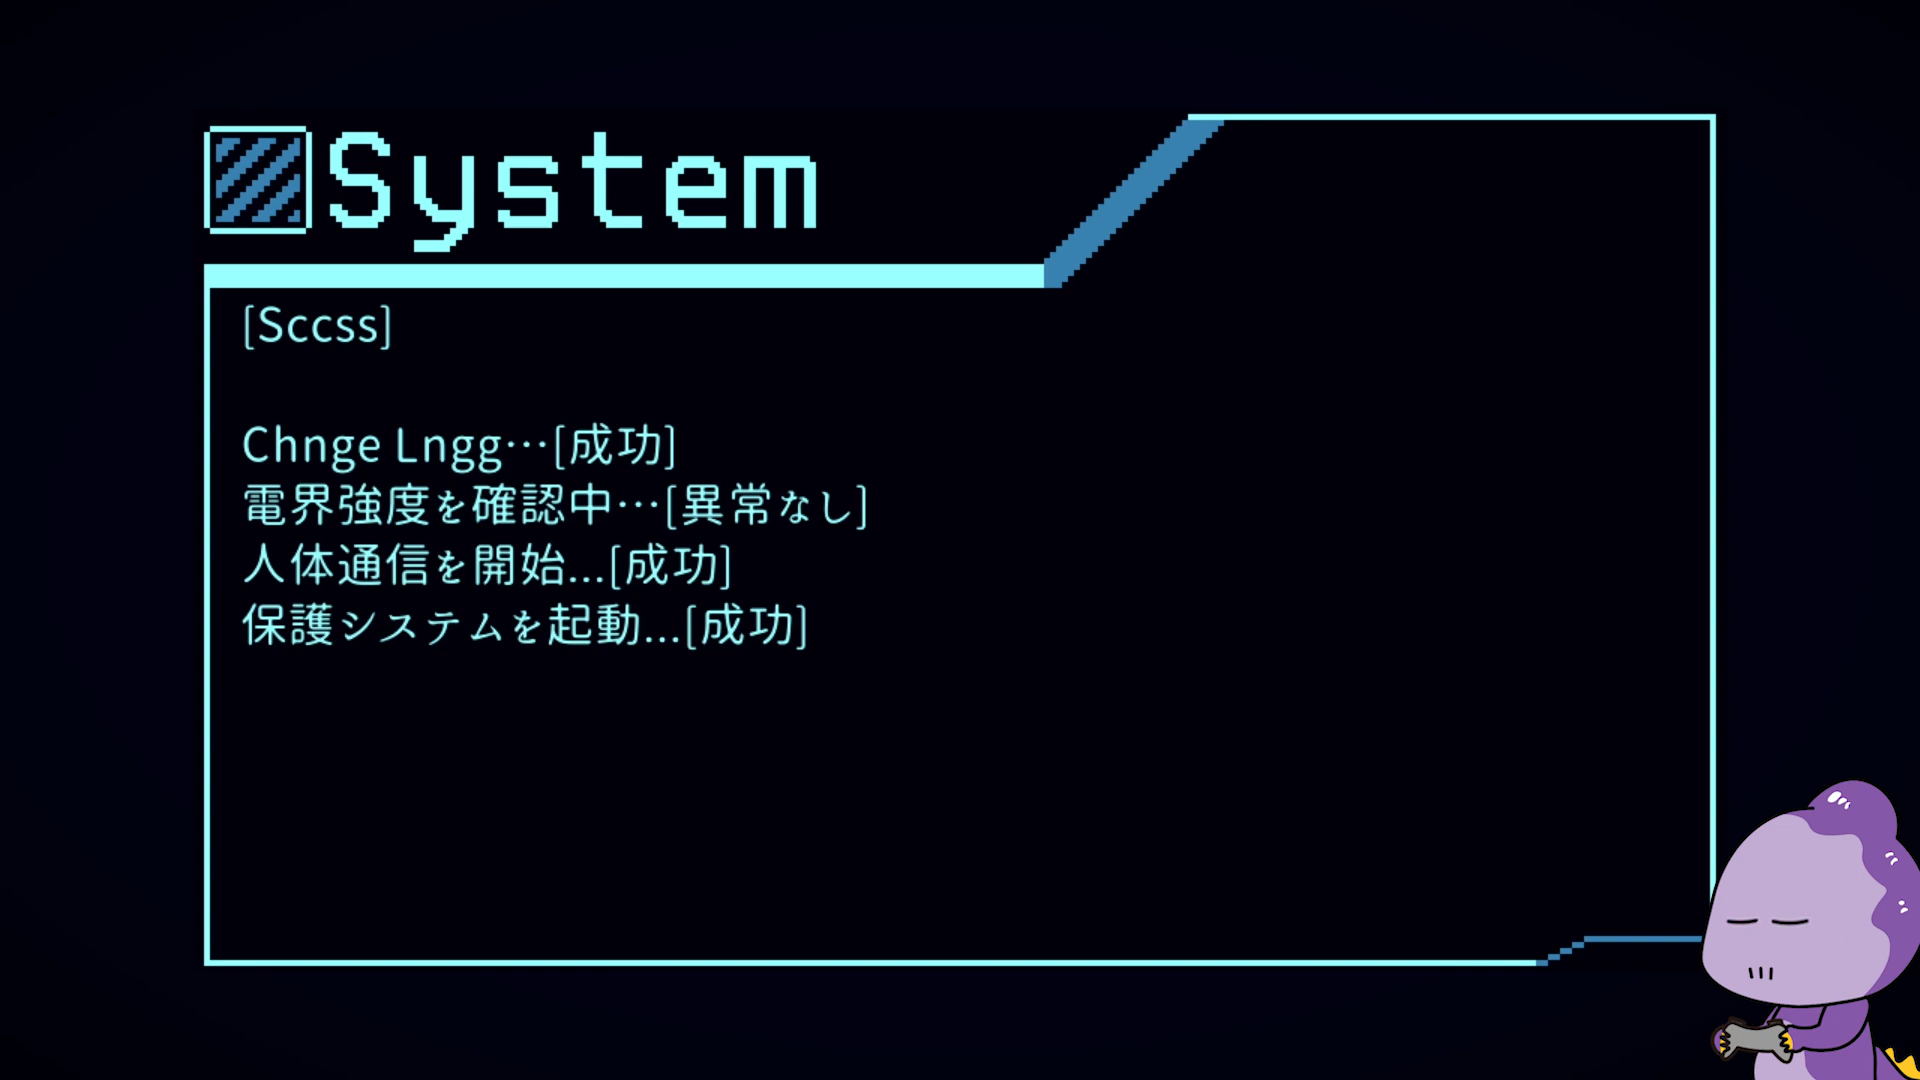 System
[Sccss]
Chnge Lngg…[成功]
電界強度を確認中…[異常なし]
人体通信を開始...[成功]
保護システムを起動...[成功]